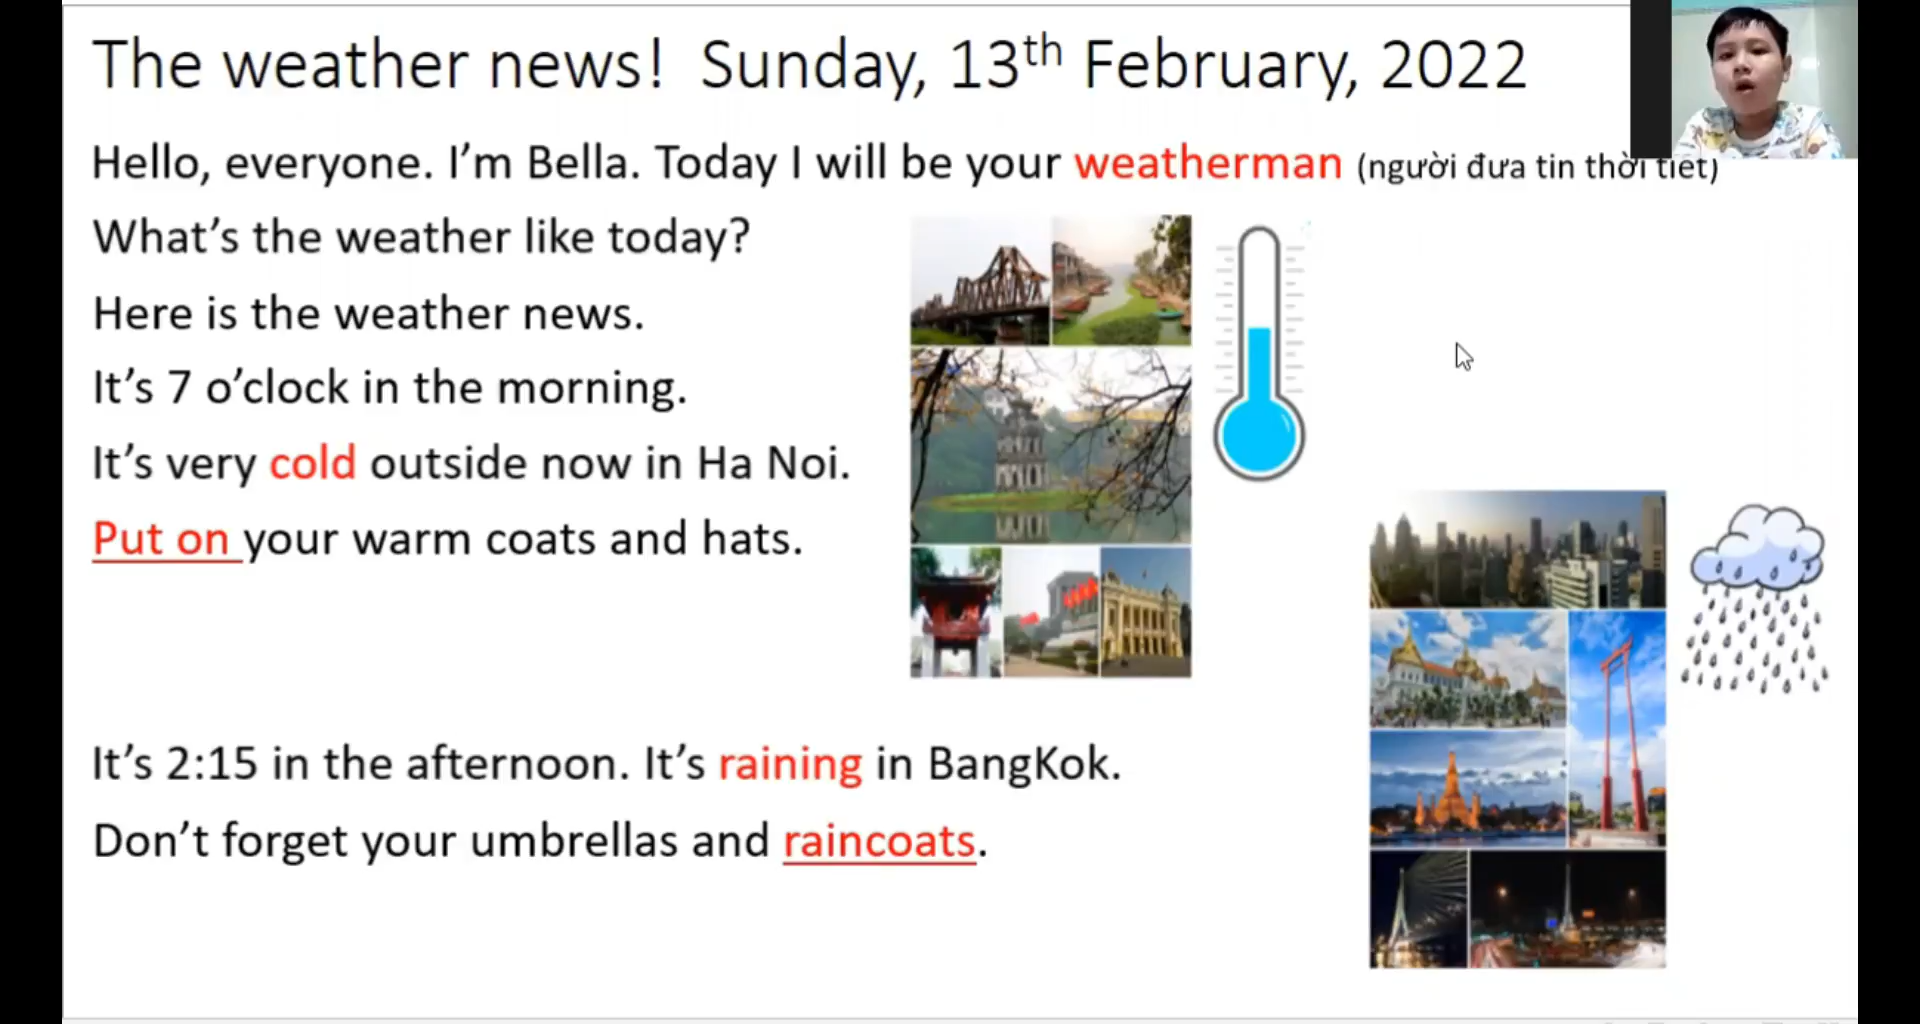 The weather news! Sunday, 13th February, 2022
Hello, everyone. I’m Bella. Today I will be your weatherman (người đưa tin thời tiết)
What’s the weather like today?
Here is the weather news.
It’s 7 o’clock in the morning.
It’s very cold outside now in Ha Noi.
Put on your warm coats and hats.
It’s 2:15 in the afternoon. It’s raining in BangKok.
Don’t forget your umbrellas and raincoats.